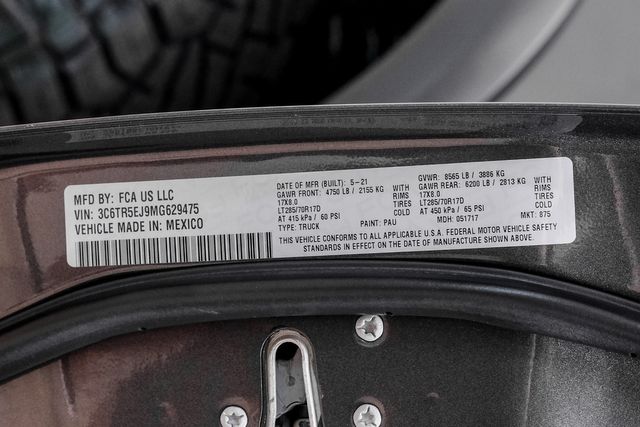 MFD BY: FCA US LLC
VIN: 3C6TR5EJ9MG629475
VEHICLE MADE IN: MEXICO
DATE OF MFR (BUILT): 5-21
GVWR: 8565 LB / 3886 KG
GAWR FRONT: 4750 LB / 2155 KG WITH
17X8.0 RIMS
LT285/70R17D TIRES
AT 415 kPa / 60 PSI WITH
GAWR REAR: 6200 LB / 2813 KG WITH
17X8.0 RIMS
LT285/70R17D TIRES
AT 450 kPa / 65 PSI WITH
TYPE: TRUCK PAINT: PAU MDH: 051717 MKT: 875
THIS VEHICLE CONFORMS TO ALL APPLICABLE U.S.A. FEDERAL MOTOR VEHICLE SAFETY
STANDARDS IN EFFECT ON THE DATE OF MANUFACTURE SHOWN ABOVE.